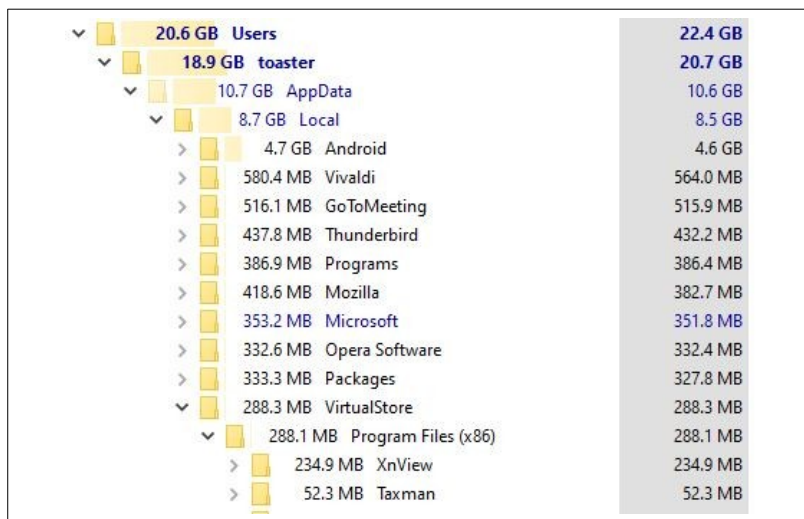 20.6 GB Users 22.4 GB
18.9 GB toaster 20.7 GB
10.7 GB AppData 10.6 GB
8.7 GB Local 8.5 GB
4.7 GB Android 4.6 GB
580.4 MB Vivaldi 564.0 MB
516.1 MB GoToMeeting 515.9 MB
437.8 MB Thunderbird 432.2 MB
386.9 MB Programs 386.4 MB
418.6 MB Mozilla 382.7 MB
353.2 MB Microsoft 351.8 MB
332.6 MB Opera Software 332.4 MB
333.3 MB Packages 327.8 MB
288.3 MB VirtualStore 288.3 MB
288.1 MB Program Files (x86) 288.1 MB
234.9 MB XnView 234.9 MB
52.3 MB Taxman 52.3 MB